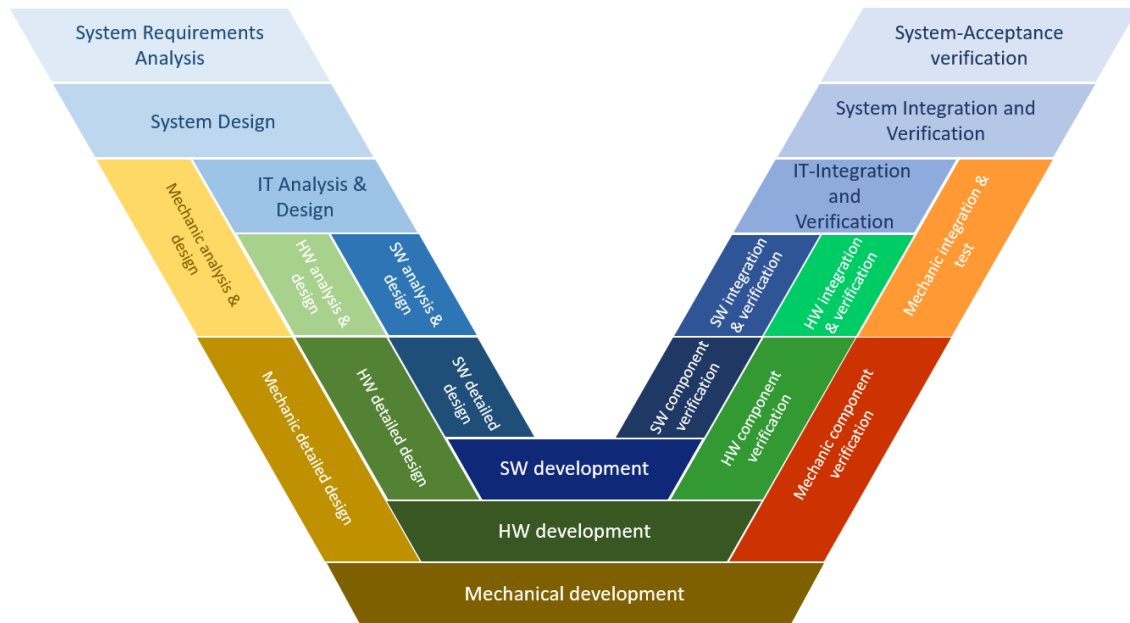 System Requirements
Analysis
System-Acceptance
verification
System Design
System Integration and
Verification
Mechanic analysis &
design
IT Analysis &
Design
IT-Integration
and
Verification
Mechanic integration &
test
HW analysis &
design
SW analysis &
design
SW integration
& verification
HW integration
& verification
Mechanic detailed design
HW detailed design
SW detailed
design
SW component
verification
HW component
verification
Mechanic component
verification
SW development
HW development
Mechanical development